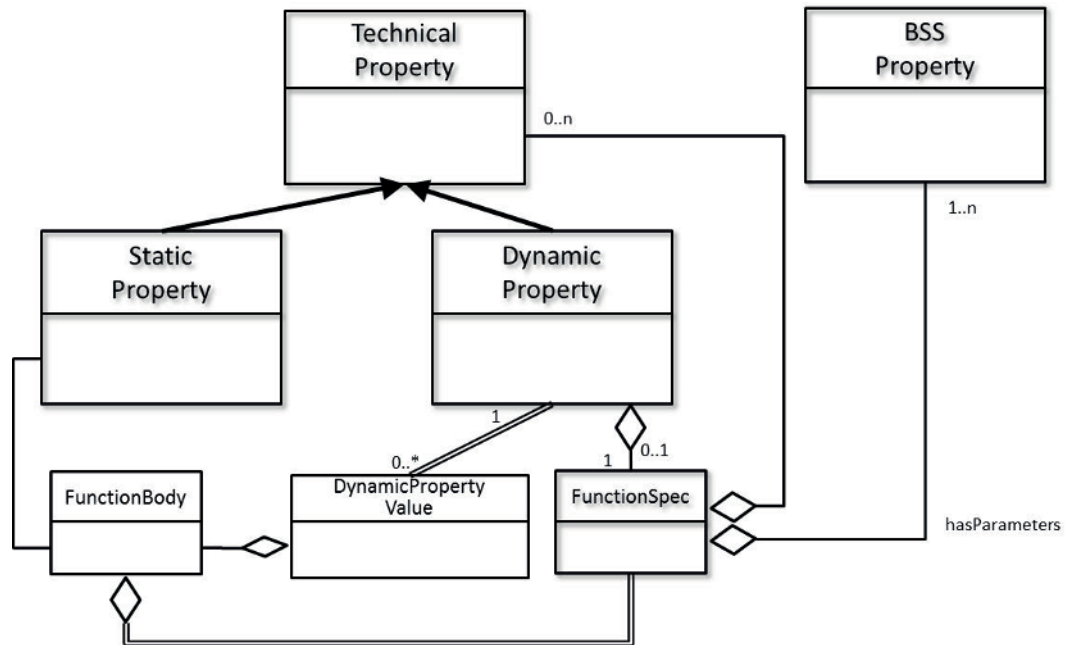 Technical
Property
BSS
Property
0..n
1..n
Static
Property
Dynamic
Property
1
0..*
0..1
1
FunctionBody
DynamicProperty
Value
FunctionSpec
hasParameters